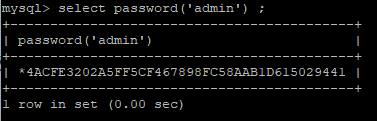 mysql> select password('admin') ;
+-------------------------------------------+
| password('admin')                         |
+-------------------------------------------+
| *4ACFE3202A5FF5CF467898FC58AAB1D615029441 |
+-------------------------------------------+
1 row in set (0.00 sec)